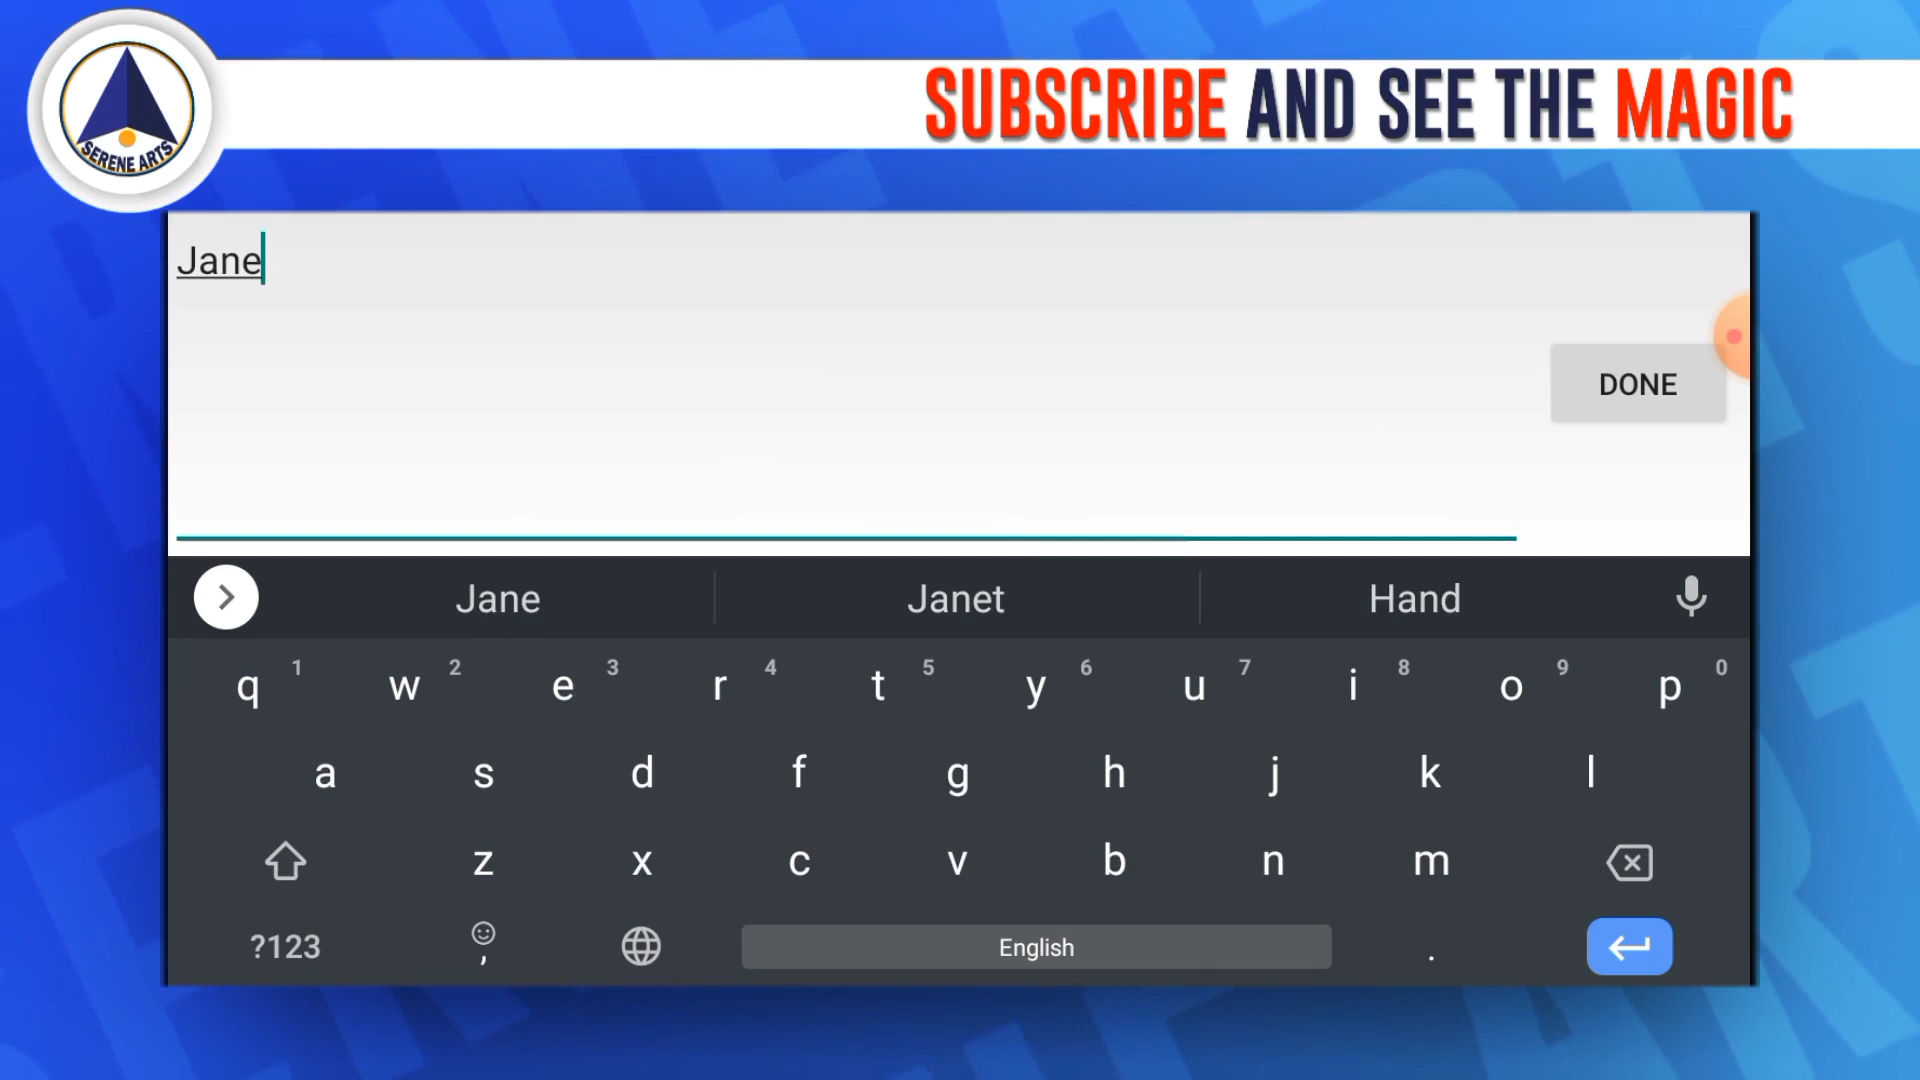 SUBSCRIBE AND SEE THE MAGIC
SERENE ARTS
Jane
DONE
Jane Janet Hand
q 1 w 2 e 3 r 4 t 5 y 6 u 7 i 8 o 9 p 0
a s d f g h j k l
z x c v b n m
?123 , English .